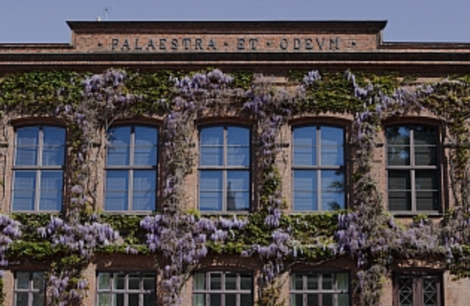 · PALAESTRA · ET · ODEVM ·